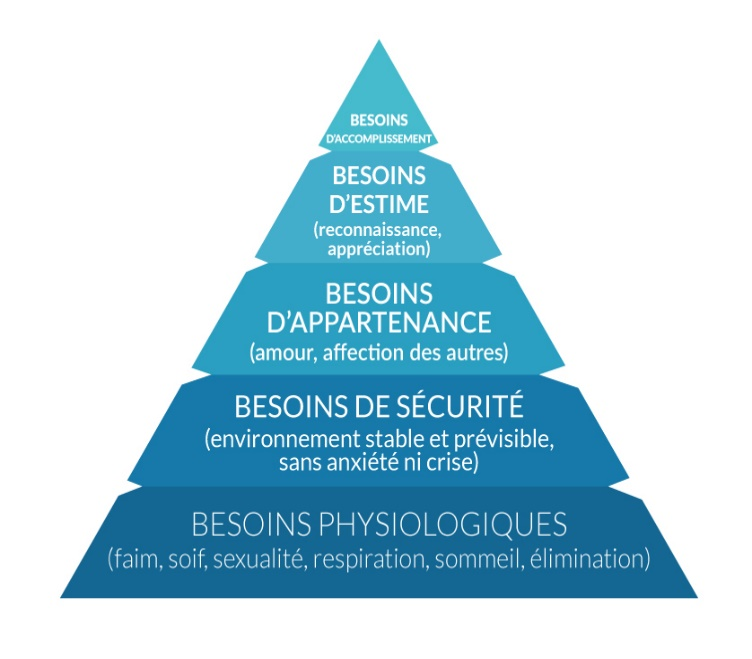 BESOINS
D'ACCOMPLISSEMENT
BESOINS
D'ESTIME
(reconnaissance,
appréciation)
BESOINS
D'APPARTENANCE
(amour, affection des autres)
BESOINS DE SÉCURITÉ
(environnement stable et prévisible,
sans anxiété ni crise)
BESOINS PHYSIOLOGIQUES
(faim, soif, sexualité, respiration, sommeil, élimination)